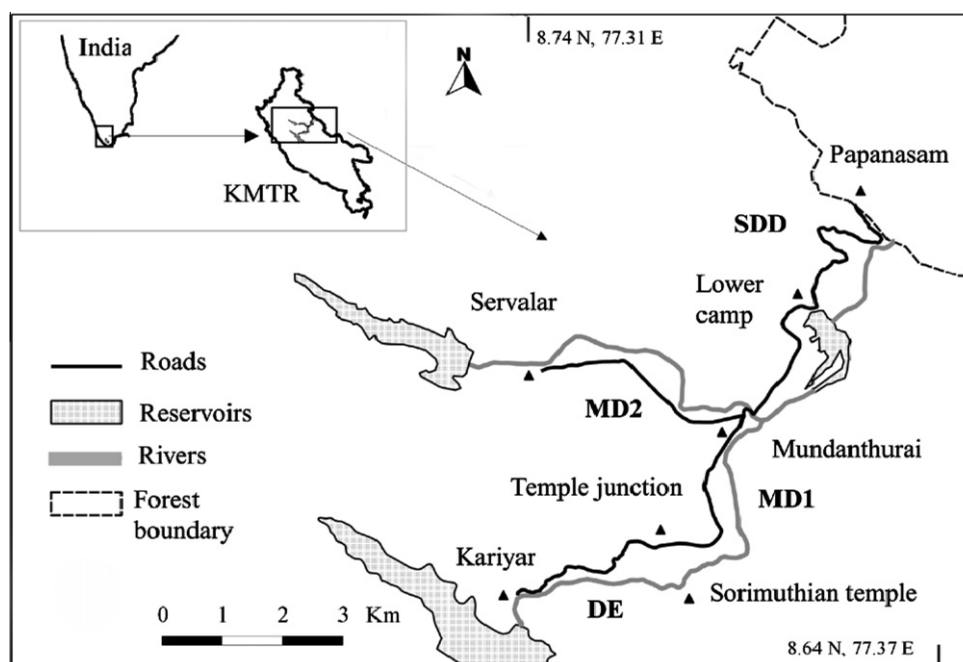 India
KMTR
8.74 N, 77.31 E
N
Papanasam
SDD
Lower
camp
Servalar
Roads
MD2
Reservoirs
Mundanthurai
Rivers
Temple junction
MD1
Forest
boundary
Kariyar
Sorimuthian temple
DE
0 1 2 3 Km
8.64 N, 77.37 E